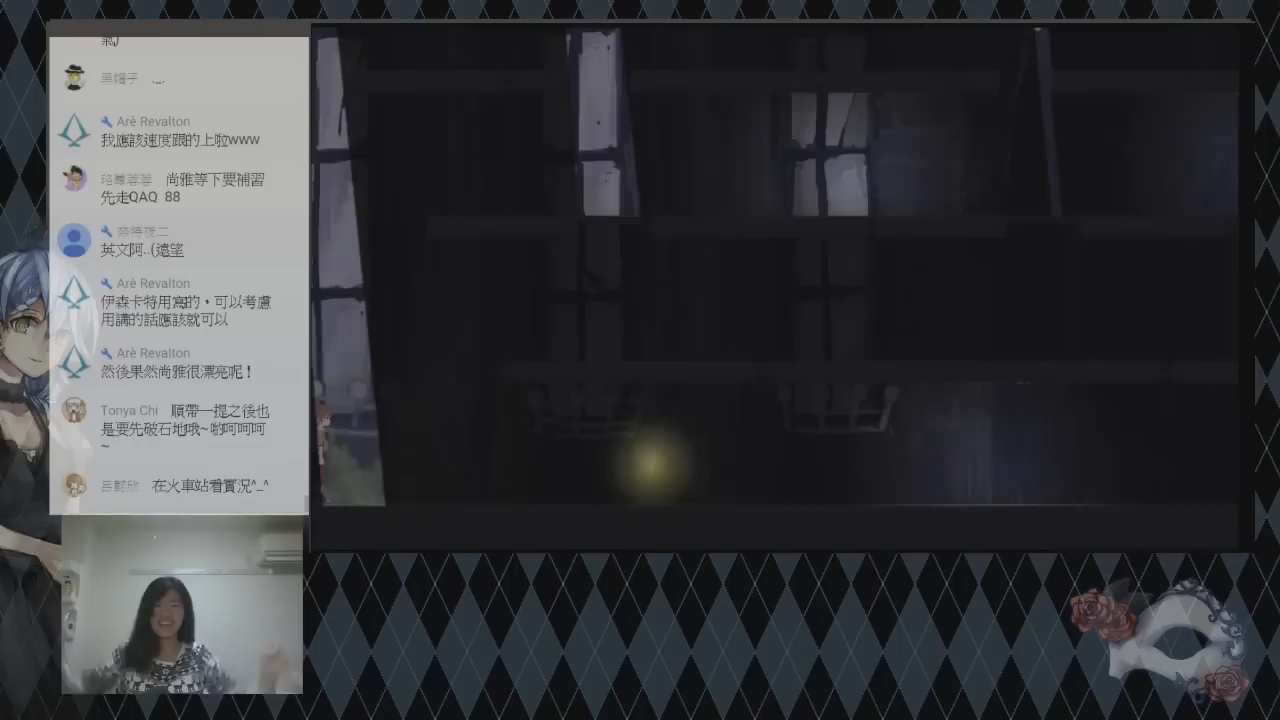 黑帽子 ._.
Arè Revalton
我應該速度跟的上啦www
尚雅等下要補習
先走QAQ 88
英文阿..(遠望
Arè Revalton
伊森卡特用寫的，可以考慮
用講的話應該就可以
Arè Revalton
然後果然尚雅很漂亮呢！
Tonya Chi 順帶一提之後也
是要先破石地哦~喲呵呵呵
~
在火車站看實況^_^